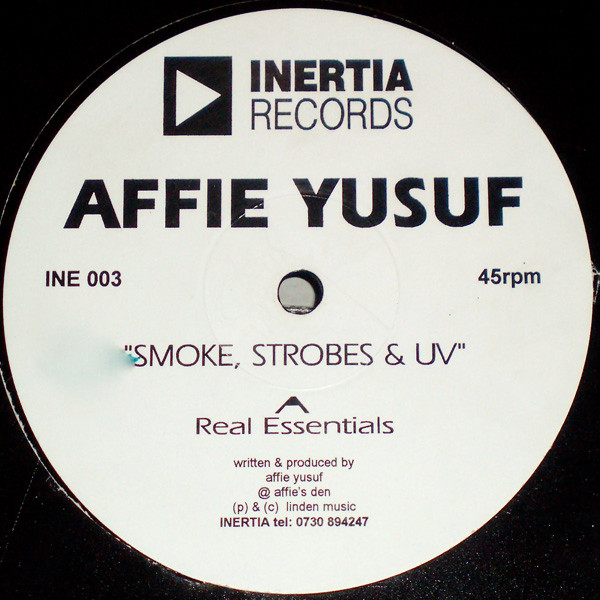 INERTIA
RECORDS
AFFIE YUSUF
INE 003
45rpm
"SMOKE, STROBES & UV"
A
Real Essentials
written & produced by
affie yusuf
@ affie's den
(p) & (c) linden music
INERTIA tel: 0730 894247